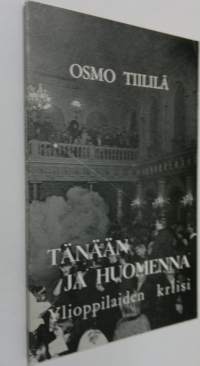 OSMO TIILILÄ
TÄNÄÄN
JA HUOMENNA
Ylioppilaiden kriisi